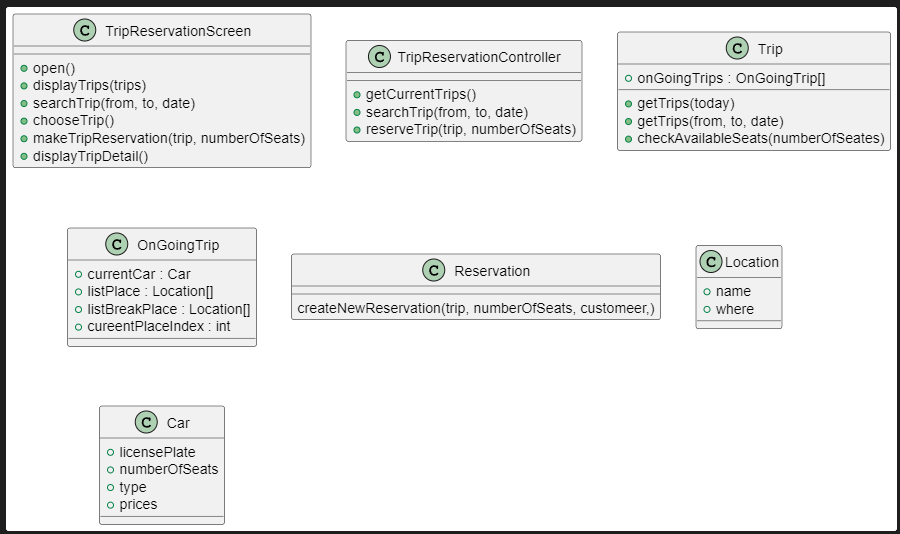 C TripReservationScreen
open()
displayTrips(trips)
searchTrip(from, to, date)
chooseTrip()
makeTripReservation(trip, numberOfSeats)
displayTripDetail()
C TripReservationController
getCurrentTrips()
searchTrip(from, to, date)
reserveTrip(trip, numberOfSeats)
C Trip
onGoingTrips : OnGoingTrip[]
getTrips(today)
getTrips(from, to, date)
checkAvailableSeats(numberOfSeates)
C OnGoingTrip
currentCar : Car
listPlace : Location[]
listBreakPlace : Location[]
cureentPlaceIndex : int
C Reservation
createNewReservation(trip, numberOfSeats, customeer,)
C Location
name
where
C Car
licensePlate
numberOfSeats
type
prices